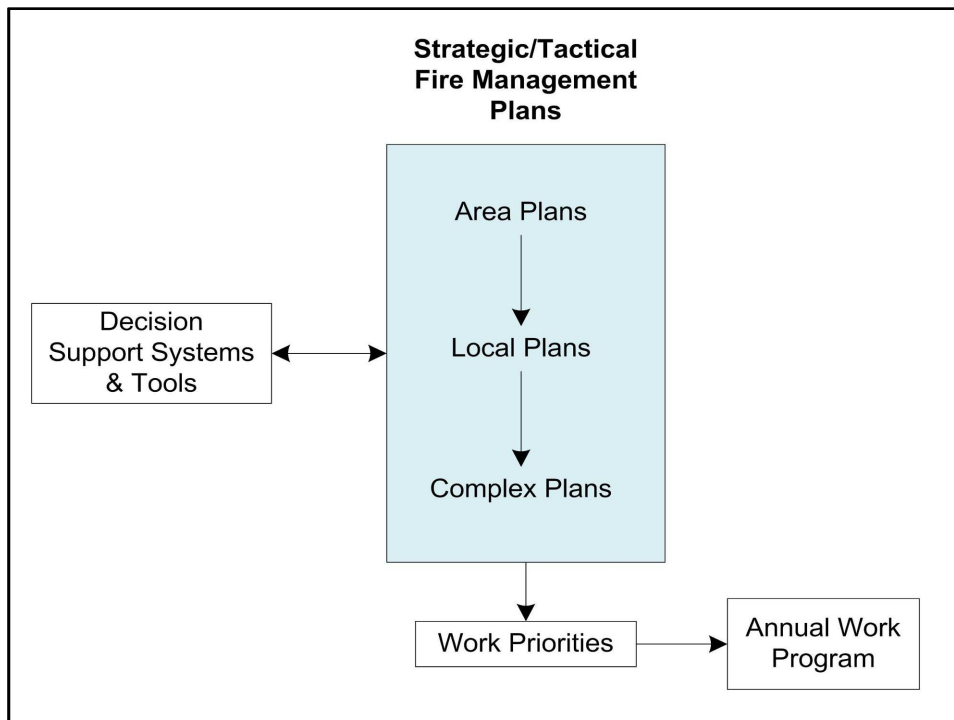 Strategic/Tactical
Fire Management
Plans
Area Plans
Decision
Support Systems
& Tools
Local Plans
Complex Plans
Work Priorities
Annual Work
Program